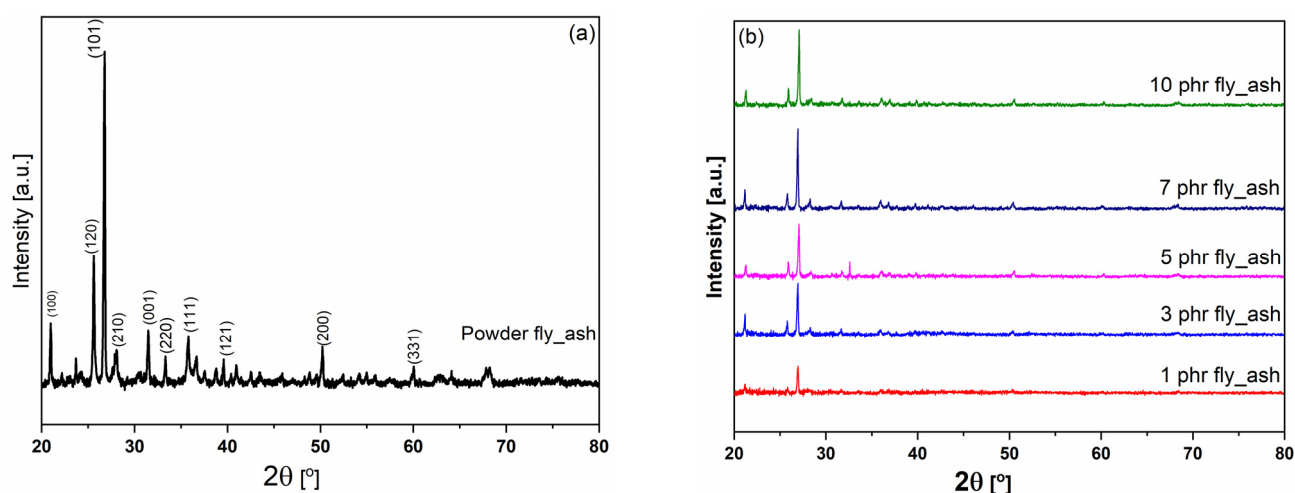 (a)
(101)
(120)
(100)
(210)
(001)
(220)
(111)
(121)
(200)
(331)
Powder fly_ash
Intensity [a.u.]
20 30 40 50 60 70 80
2θ [º]
(b)
10 phr fly_ash
7 phr fly_ash
5 phr fly_ash
3 phr fly_ash
1 phr fly_ash
Intensity [a.u.]
20 30 40 50 60 70 80
2θ [º]